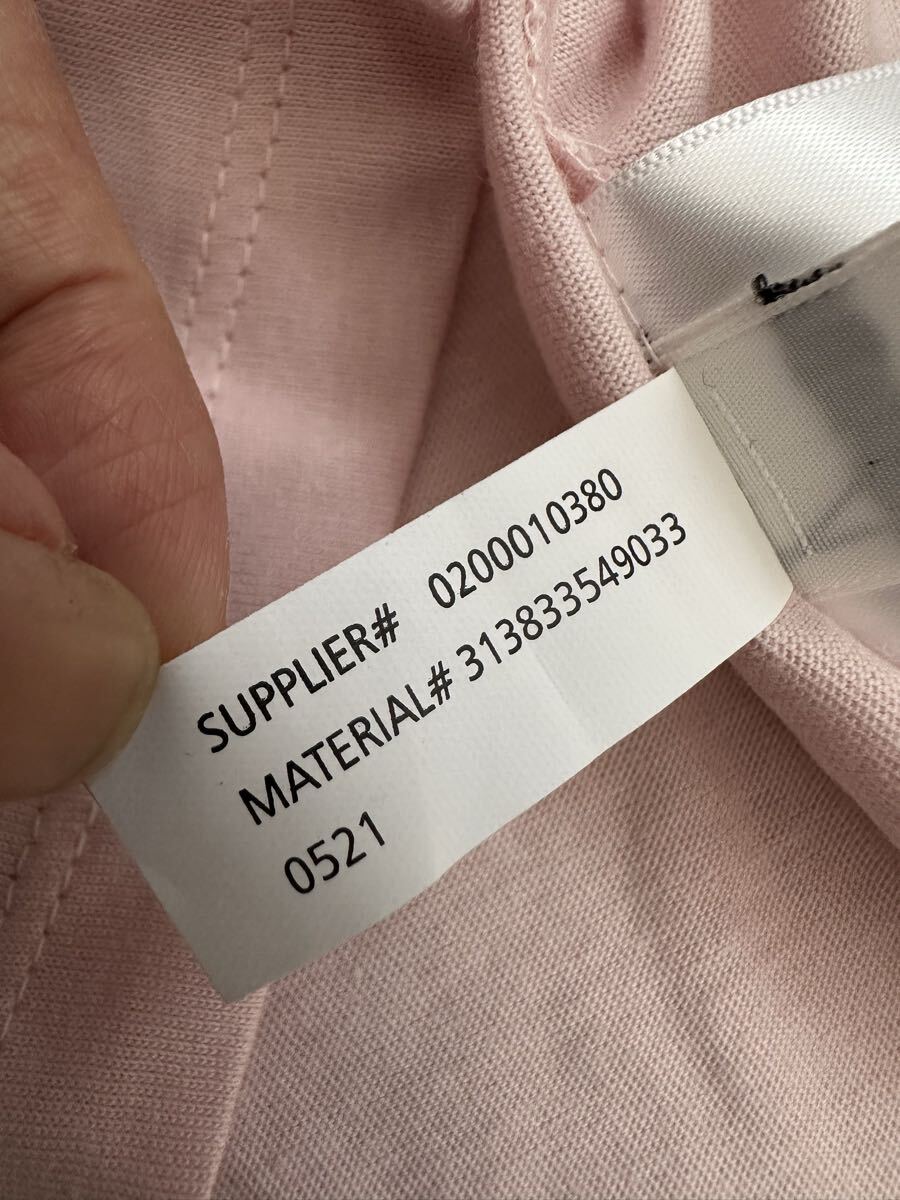 SUPPLIER# 0200010380
MATERIAL# 313833549033
0521